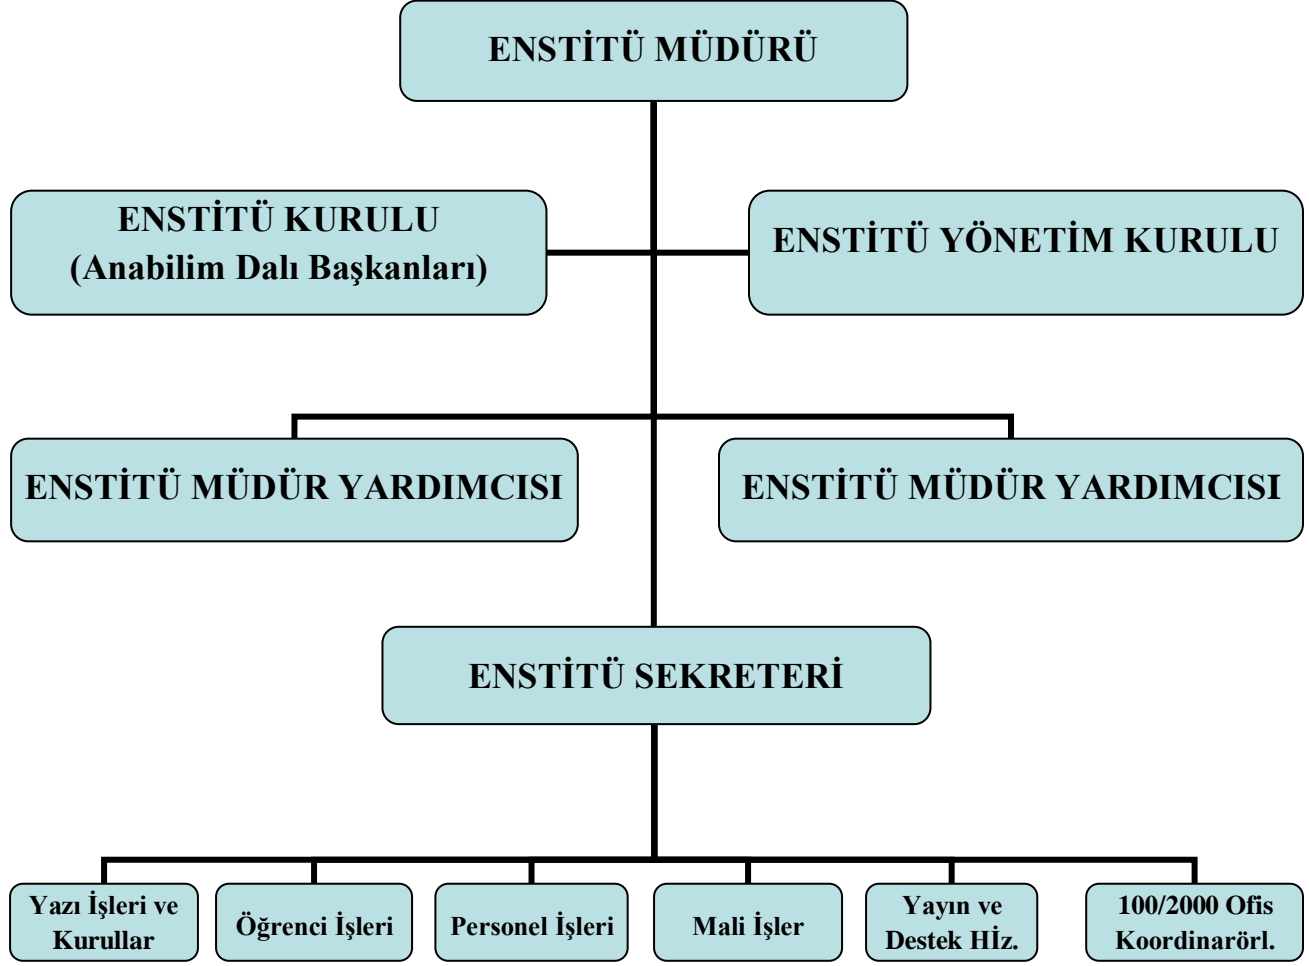 ENSTİTÜ MÜDÜRÜ
ENSTİTÜ KURULU
(Anabilim Dalı Başkanları)
ENSTİTÜ YÖNETİM KURULU
ENSTİTÜ MÜDÜR YARDIMCISI
ENSTİTÜ MÜDÜR YARDIMCISI
ENSTİTÜ SEKRETERİ
Yazı İşleri ve
Kurullar
Öğrenci İşleri
Personel İşleri
Mali İşler
Yayın ve
Destek Hİz.
100/2000 Ofis
Koordinarörl.